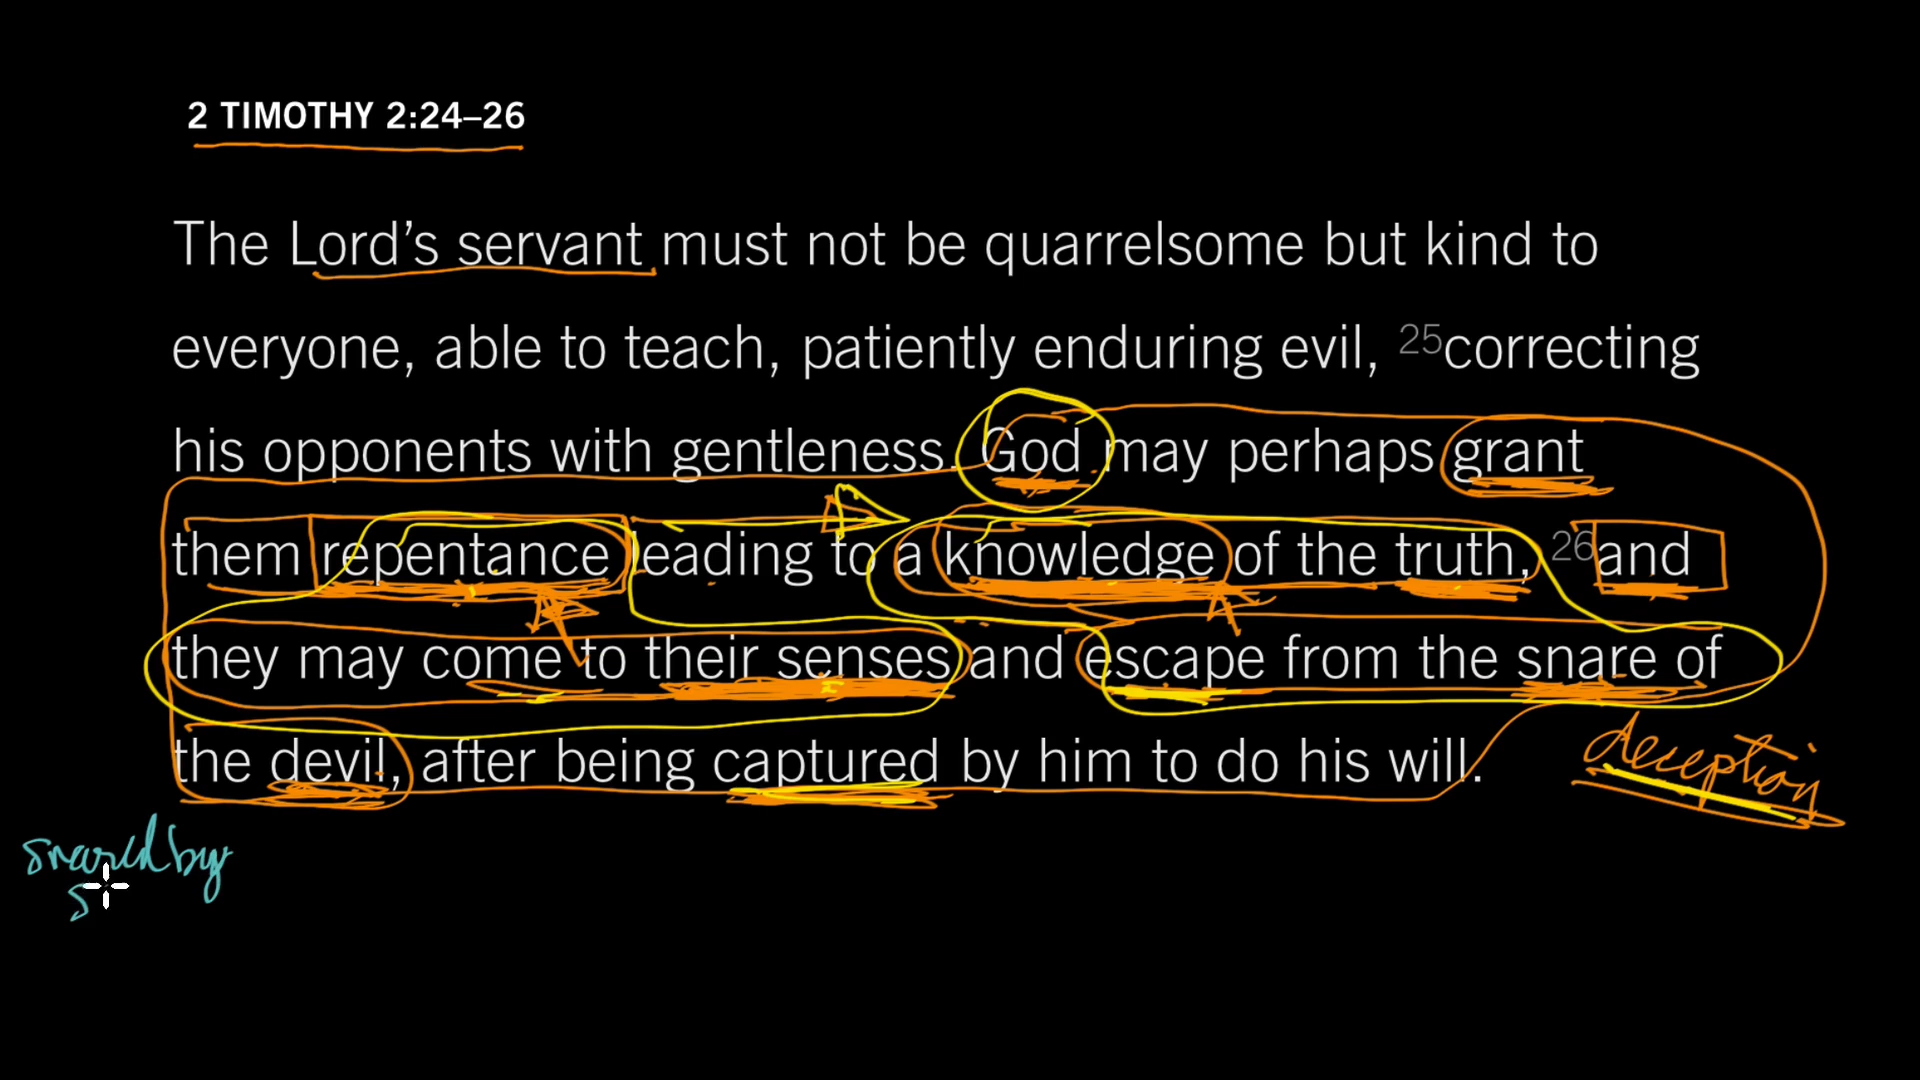 2 TIMOTHY 2:24–26
The Lord’s servant must not be quarrelsome but kind to
everyone, able to teach, patiently enduring evil, 25correcting
his opponents with gentleness. God may perhaps grant
them repentance leading to a knowledge of the truth, 26and
they may come to their senses and escape from the snare of
the devil, after being captured by him to do his will.
deception
snared by
S